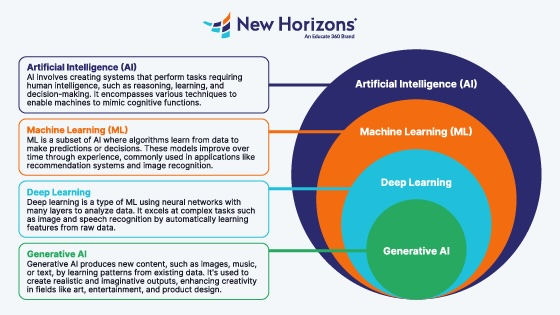 New Horizons®
An Educate 360 Brand
Artificial Intelligence (AI)
AI involves creating systems that perform tasks requiring
human intelligence, such as reasoning, learning, and
decision-making. It encompasses various techniques to
enable machines to mimic cognitive functions.
Machine Learning (ML)
ML is a subset of AI where algorithms learn from data to
make predictions or decisions. These models improve over
time through experience, commonly used in applications like
recommendation systems and image recognition.
Deep Learning
Deep learning is a type of ML using neural networks with
many layers to analyze data. It excels at complex tasks such
as image and speech recognition by automatically learning
features from raw data.
Generative AI
Generative AI produces new content, such as images, music,
or text, by learning patterns from existing data. It's used to
create realistic and imaginative outputs, enhancing creativity
in fields like art, entertainment, and product design.
Artificial Intelligence (AI)
Machine Learning (ML)
Deep Learning
Generative AI